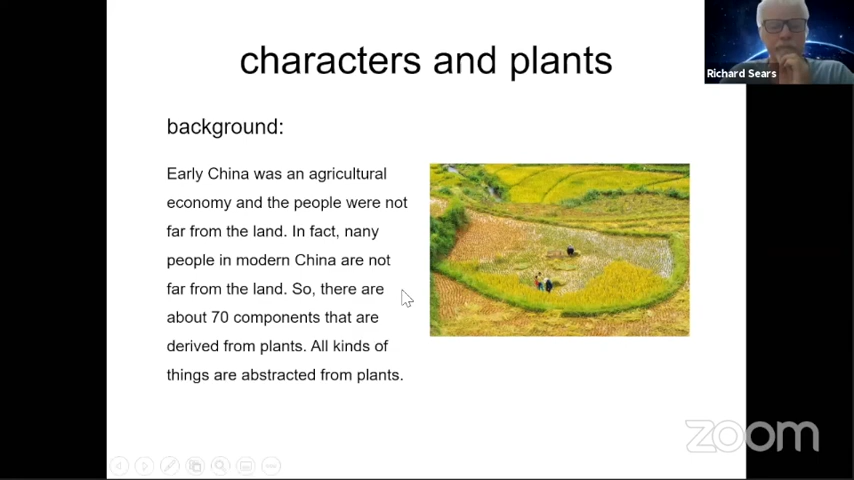 characters and plants
Richard Sears
background:
Early China was an agricultural
economy and the people were not
far from the land. In fact, nany
people in modern China are not
far from the land. So, there are
about 70 components that are
derived from plants. All kinds of
things are abstracted from plants.
zoom